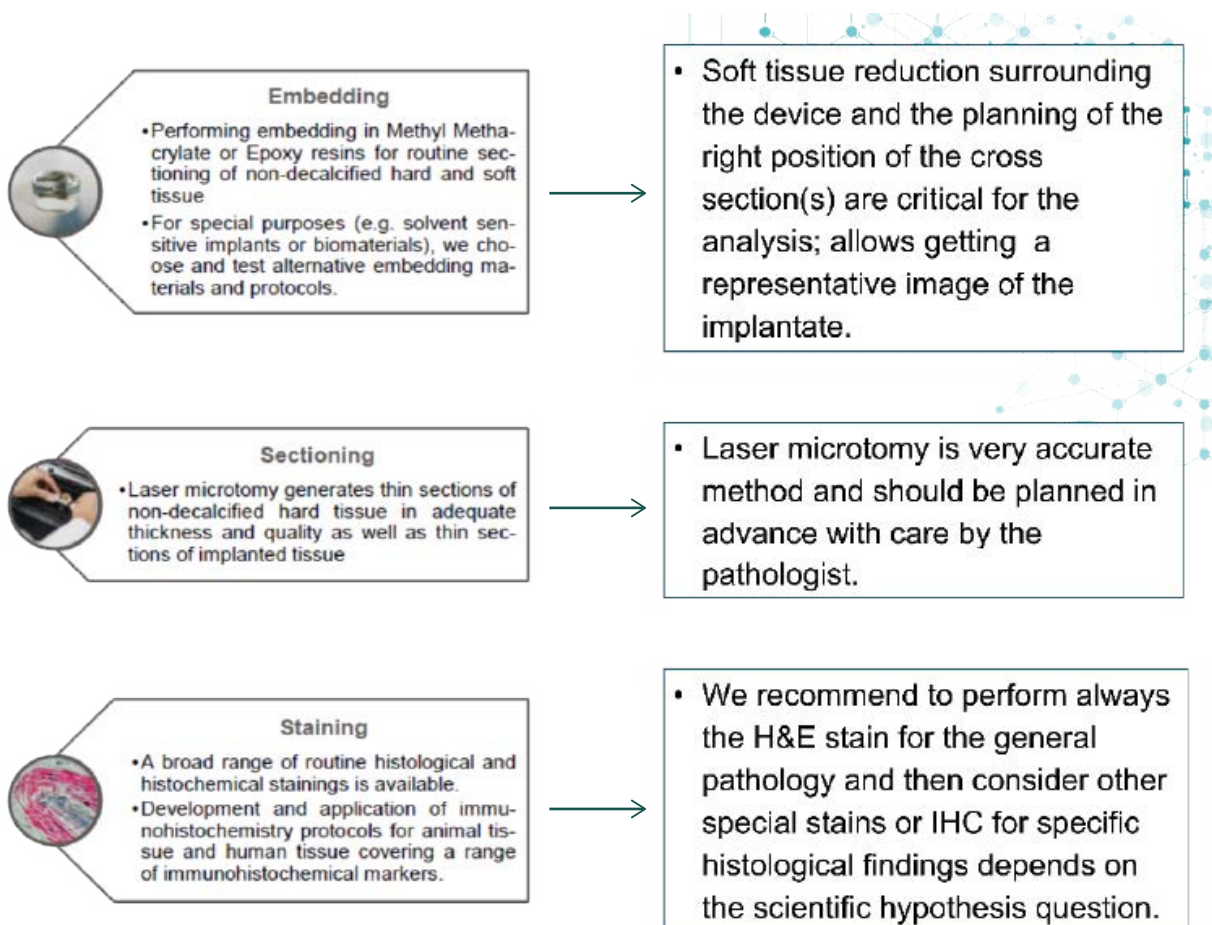 Embedding
•Performing embedding in Methyl Metha-
crylate or Epoxy resins for routine sec-
tioning of non-decalcified hard and soft
tissue
•For special purposes (e.g. solvent sen-
sitive implants or biomaterials), we cho-
ose and test alternative embedding ma-
terials and protocols.
• Soft tissue reduction surrounding
the device and the planning of the
right position of the cross
section(s) are critical for the
analysis; allows getting a
representative image of the
implantate.
Sectioning
•Laser microtomy generates thin sections of
non-decalcified hard tissue in adequate
thickness and quality as well as thin sec-
tions of implanted tissue
• Laser microtomy is very accurate
method and should be planned in
advance with care by the
pathologist.
Staining
•A broad range of routine histological and
histochemical stainings is available.
•Development and application of immu-
nohistochemistry protocols for animal tis-
sue and human tissue covering a range
of immunohistochemical markers.
• We recommend to perform always
the H&E stain for the general
pathology and then consider other
special stains or IHC for specific
histological findings depends on
the scientific hypothesis question.